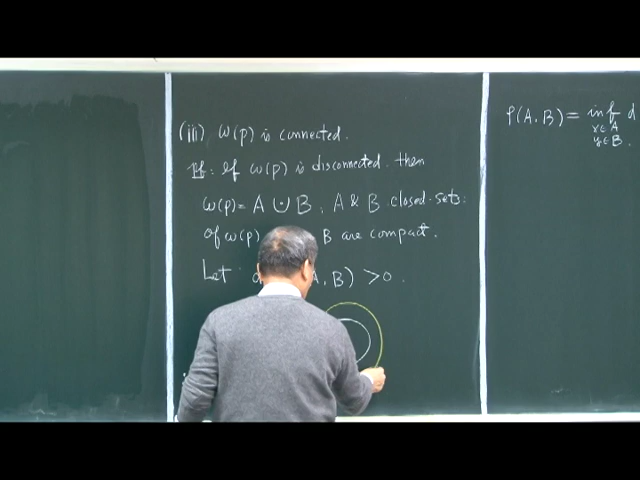 (iii) ω(p) is connected.
Pf: If ω(p) is disconnected. then
ω(p) = A ∪ B, A & B closed sets
of ω(p) B are compact.
Let A, B) > 0.
ρ(A, B) = inf d
x∈A
y∈B.